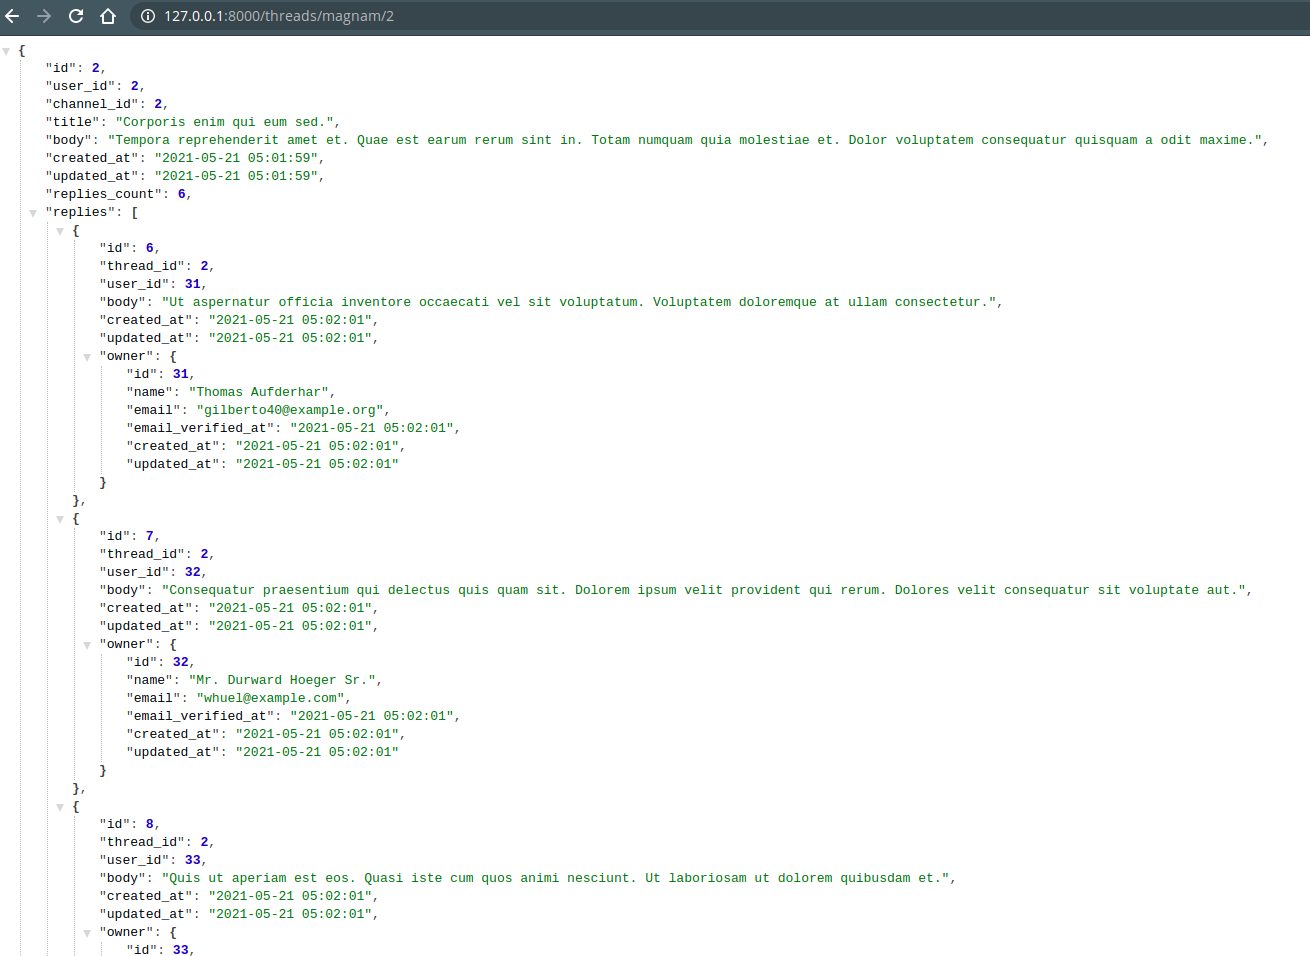 127.0.0.1:8000/threads/magnam/2
{
"id": 2,
"user_id": 2,
"channel_id": 2,
"title": "Corporis enim qui eum sed.",
"body": "Tempora reprehenderit amet et. Quae est earum rerum sint in. Totam numquam quia molestiae et. Dolor voluptatem consequatur quisquam a odit maxime.",
"created_at": "2021-05-21 05:01:59",
"updated_at": "2021-05-21 05:01:59",
"replies_count": 6,
"replies": [
{
"id": 6,
"thread_id": 2,
"user_id": 31,
"body": "Ut aspernatur officia inventore occaecati vel sit voluptatum. Voluptatem doloremque at ullam consectetur.",
"created_at": "2021-05-21 05:02:01",
"updated_at": "2021-05-21 05:02:01",
"owner": {
"id": 31,
"name": "Thomas Aufderhar",
"email": "gilberto40@example.org",
"email_verified_at": "2021-05-21 05:02:01",
"created_at": "2021-05-21 05:02:01",
"updated_at": "2021-05-21 05:02:01"
}
},
{
"id": 7,
"thread_id": 2,
"user_id": 32,
"body": "Consequatur praesentium qui delectus quis quam sit. Dolorem ipsum velit provident qui rerum. Dolores velit consequatur sit voluptate aut.",
"created_at": "2021-05-21 05:02:01",
"updated_at": "2021-05-21 05:02:01",
"owner": {
"id": 32,
"name": "Mr. Durward Hoeger Sr.",
"email": "whuel@example.com",
"email_verified_at": "2021-05-21 05:02:01",
"created_at": "2021-05-21 05:02:01",
"updated_at": "2021-05-21 05:02:01"
}
},
{
"id": 8,
"thread_id": 2,
"user_id": 33,
"body": "Quis ut aperiam est eos. Quasi iste cum quos animi nesciunt. Ut laboriosam ut dolorem quibusdam et.",
"created_at": "2021-05-21 05:02:01",
"updated_at": "2021-05-21 05:02:01",
"owner": {
"id": 33,